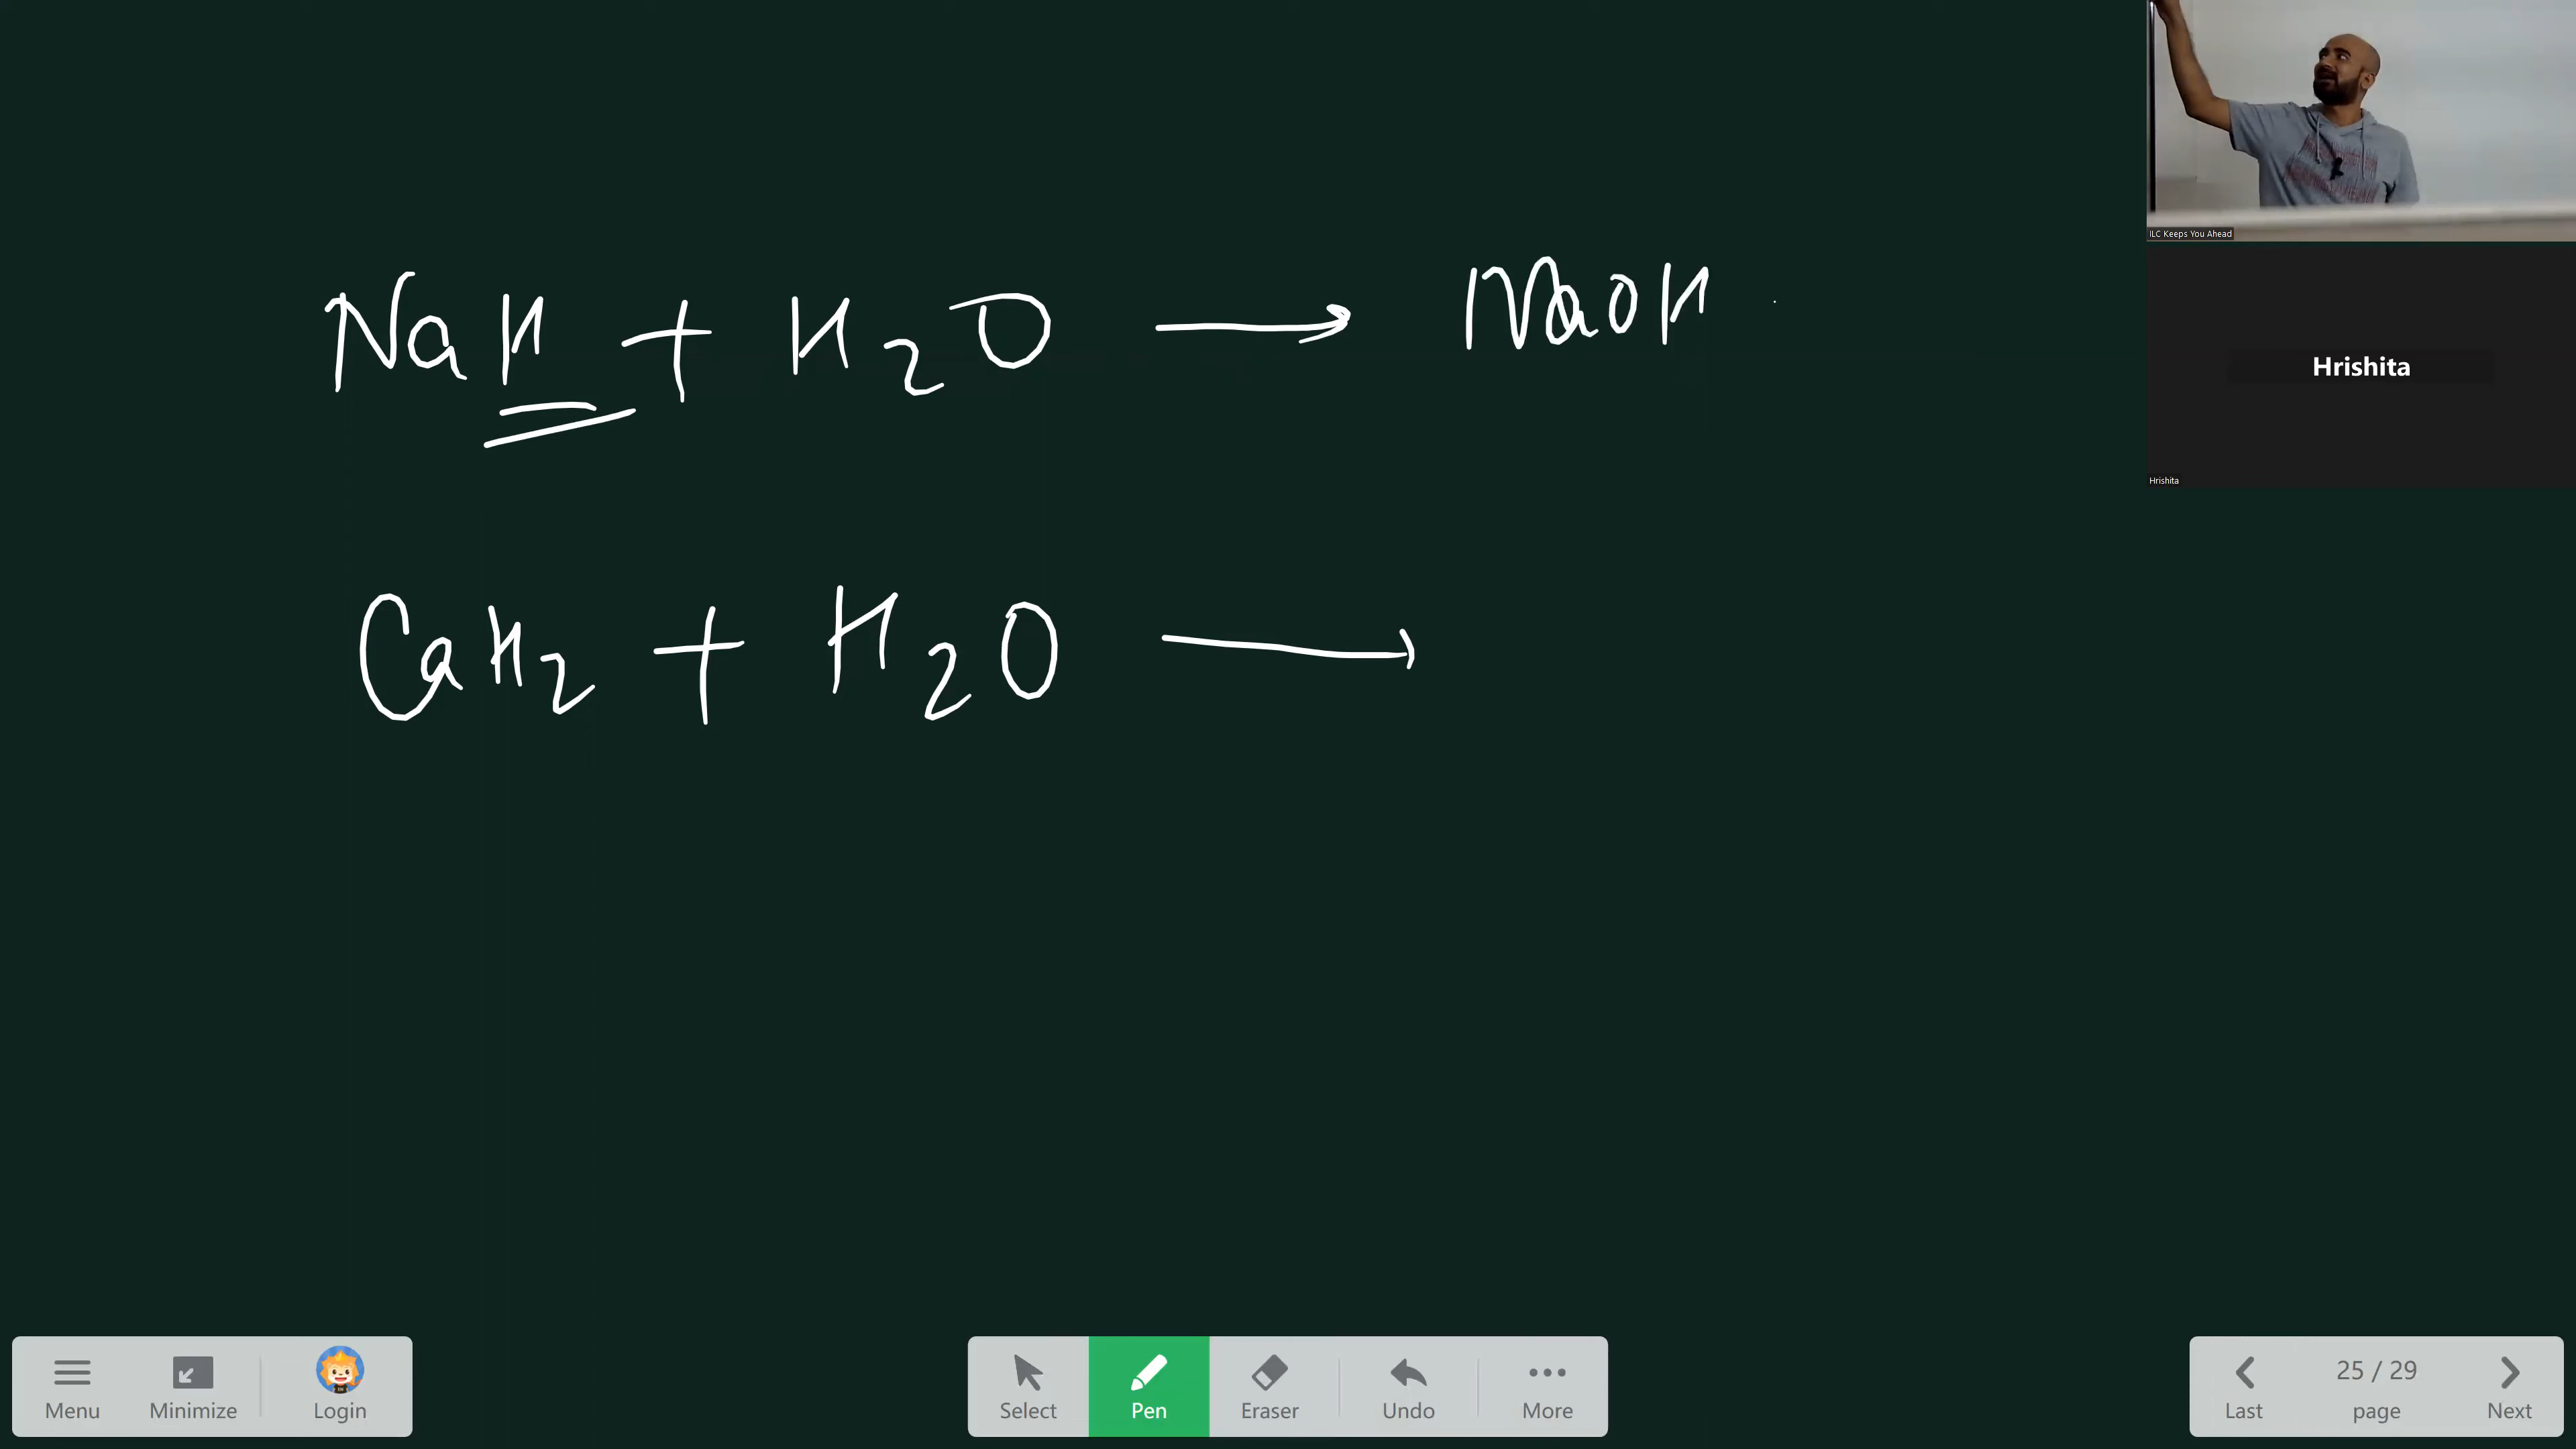 ILC Keeps You Ahead
NaH + H₂O ⟶ NaOH
Hrishita
Hrishita
CaH₂ + H₂O ⟶
Menu
Minimize
Login
Select
Pen
Eraser
Undo
More
Last
25 / 29
page
Next